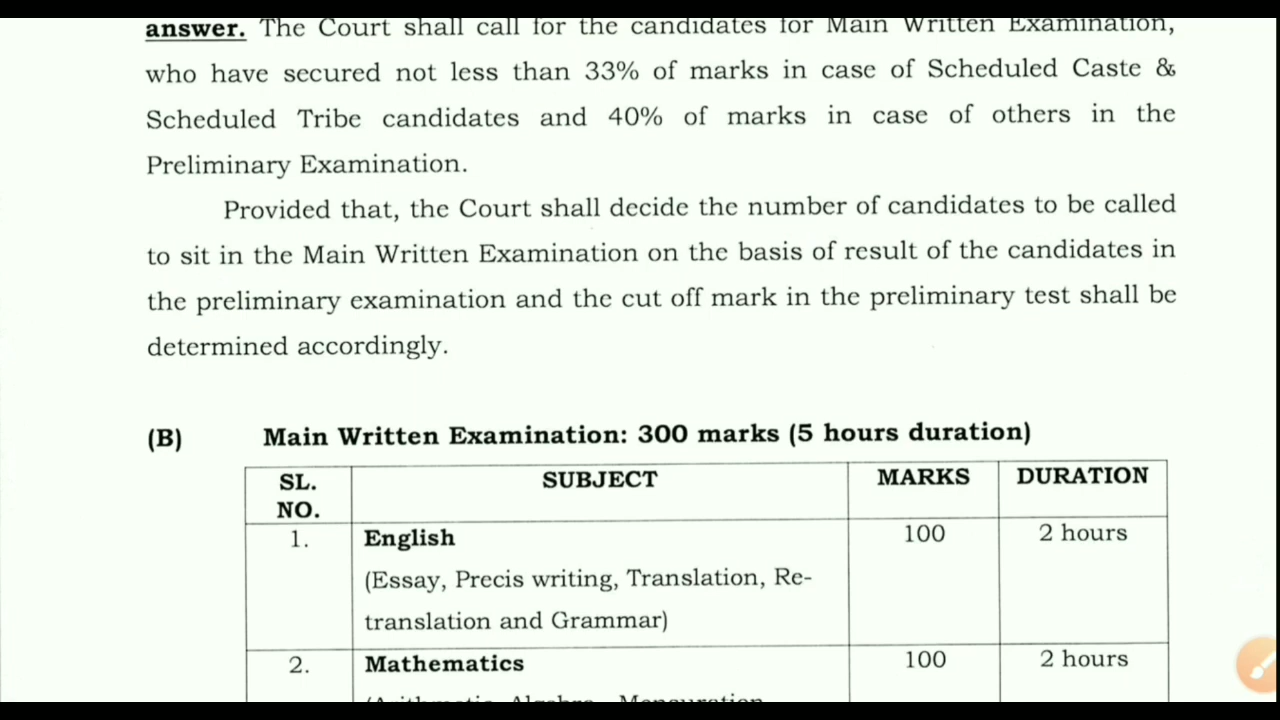 answer. The Court shall call for the candidates for Main Written Examination,
who have secured not less than 33% of marks in case of Scheduled Caste &
Scheduled Tribe candidates and 40% of marks in case of others in the
Preliminary Examination.
Provided that, the Court shall decide the number of candidates to be called
to sit in the Main Written Examination on the basis of result of the candidates in
the preliminary examination and the cut off mark in the preliminary test shall be
determined accordingly.
(B) Main Written Examination: 300 marks (5 hours duration)
SL. NO. SUBJECT MARKS DURATION
1. English 100 2 hours
(Essay, Precis writing, Translation, Re-
translation and Grammar)
2. Mathematics 100 2 hours
(Arithmetic, Algebra, Mensuration